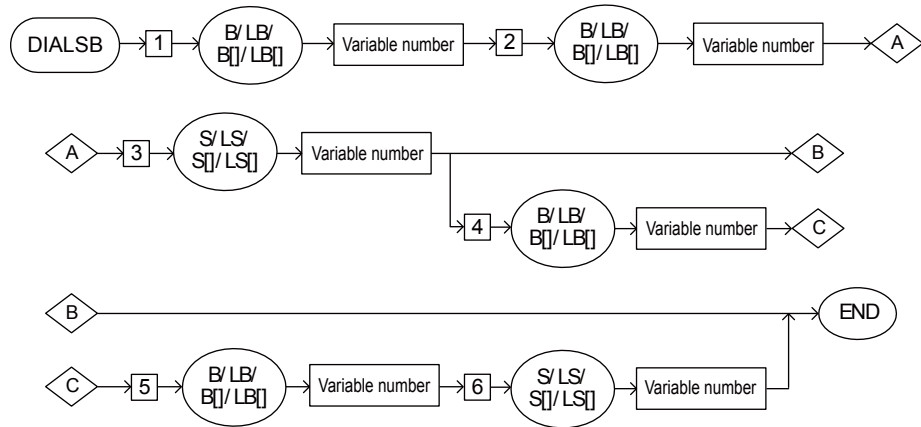 DIALSB 1 B/ LB/ B[]/ LB[] Variable number 2 B/ LB/ B[]/ LB[] Variable number A
A 3 S/ LS/ S[]/ LS[] Variable number B
4 B/ LB/ B[]/ LB[] Variable number C
B END
C 5 B/ LB/ B[]/ LB[] Variable number 6 S/ LS/ S[]/ LS[] Variable number